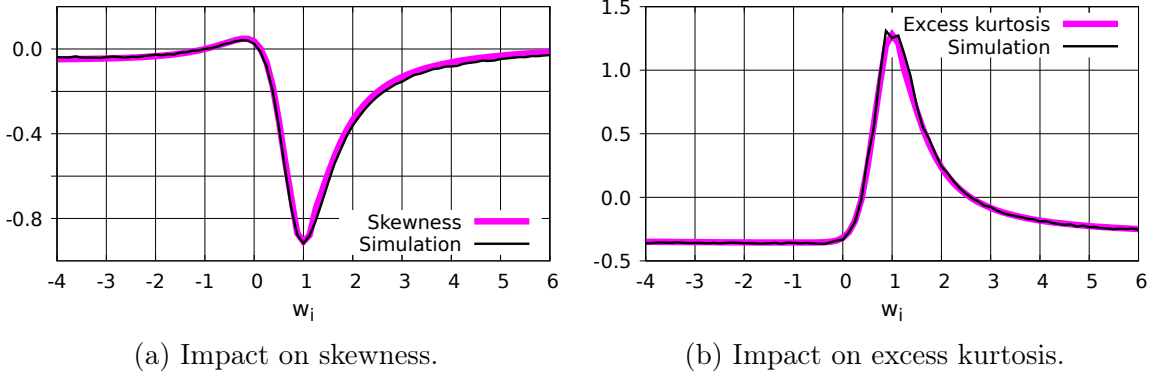 0.0
-0.4
-0.8
-4 -3 -2 -1 0 1 2 3 4 5 6
w_i
Skewness
Simulation
(a) Impact on skewness.
1.5
1.0
0.5
0.0
-0.5
-4 -3 -2 -1 0 1 2 3 4 5 6
w_i
Excess kurtosis
Simulation
(b) Impact on excess kurtosis.